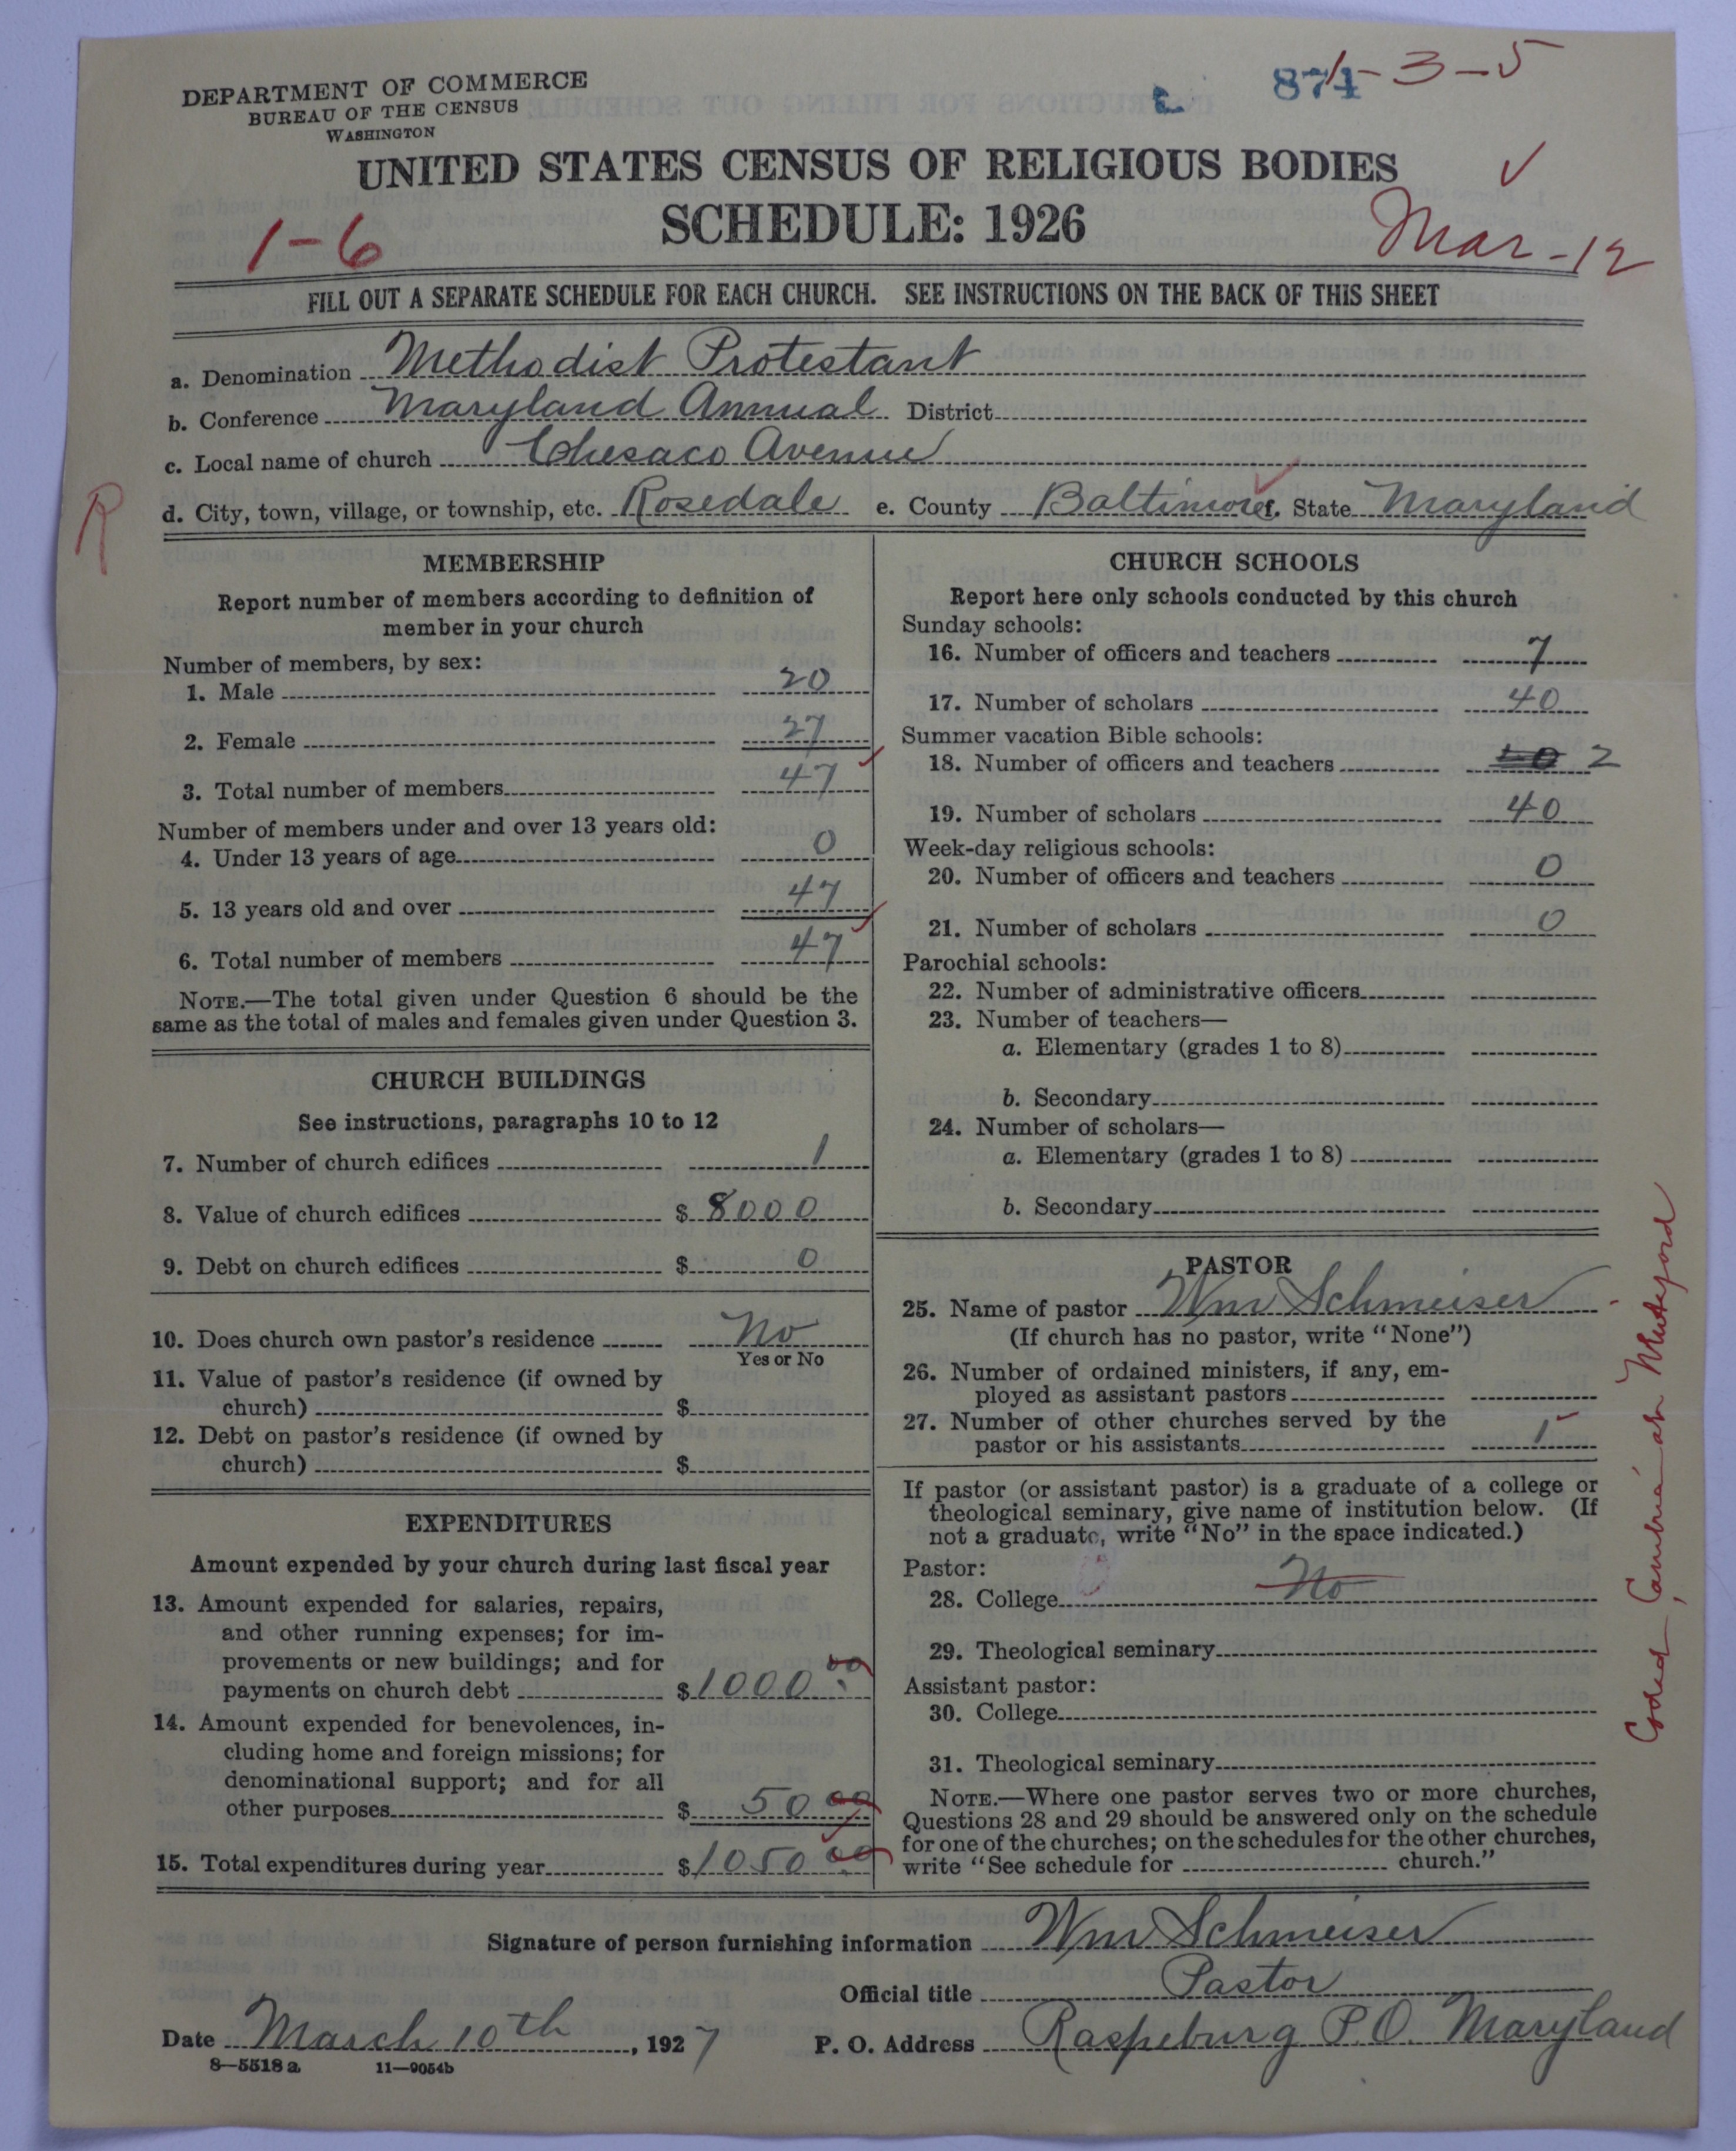 DEPARTMENT OF COMMERCE
BUREAU OF THE CENSUS
WASHINGTON
874 1-3-5
UNITED STATES CENSUS OF RELIGIOUS BODIES
SCHEDULE: 1926
1-6
Mar-12
FILL OUT A SEPARATE SCHEDULE FOR EACH CHURCH. SEE INSTRUCTIONS ON THE BACK OF THIS SHEET
a. Denomination Methodist Protestant
b. Conference Maryland Annual District
c. Local name of church Chesaco Avenue
R
d. City, town, village, or township, etc. Rosedale e. County Baltimore f. State Maryland
MEMBERSHIP
Report number of members according to definition of
member in your church
Number of members, by sex:
1. Male 20
2. Female 27
3. Total number of members 47
Number of members under and over 13 years old:
4. Under 13 years of age 0
5. 13 years old and over 47
6. Total number of members 47
NOTE.—The total given under Question 6 should be the
same as the total of males and females given under Question 3.
CHURCH BUILDINGS
See instructions, paragraphs 10 to 12
7. Number of church edifices 1
8. Value of church edifices $ 8000
9. Debt on church edifices $ 0
10. Does church own pastor's residence No
Yes or No
11. Value of pastor's residence (if owned by
church) $
12. Debt on pastor's residence (if owned by
church) $
EXPENDITURES
Amount expended by your church during last fiscal year
13. Amount expended for salaries, repairs,
and other running expenses; for im-
provements or new buildings; and for
payments on church debt $ 1000.00
14. Amount expended for benevolences, in-
cluding home and foreign missions; for
denominational support; and for all
other purposes $ 50 00
15. Total expenditures during year $ 1050.00
CHURCH SCHOOLS
Report here only schools conducted by this church
Sunday schools:
16. Number of officers and teachers 7
17. Number of scholars 40
Summer vacation Bible schools:
18. Number of officers and teachers 2
19. Number of scholars 40
Week-day religious schools:
20. Number of officers and teachers 0
21. Number of scholars 0
Parochial schools:
22. Number of administrative officers
23. Number of teachers—
a. Elementary (grades 1 to 8)
b. Secondary
24. Number of scholars—
a. Elementary (grades 1 to 8)
b. Secondary
PASTOR
25. Name of pastor Wm Schmeiser
(If church has no pastor, write "None")
26. Number of ordained ministers, if any, em-
ployed as assistant pastors
27. Number of other churches served by the
pastor or his assistants 1
If pastor (or assistant pastor) is a graduate of a college or
theological seminary, give name of institution below. (If
not a graduate, write "No" in the space indicated.)
Pastor:
28. College No
29. Theological seminary
Assistant pastor:
30. College
31. Theological seminary
NOTE.—Where one pastor serves two or more churches,
Questions 28 and 29 should be answered only on the schedule
for one of the churches; on the schedules for the other churches,
write "See schedule for church."
Coded
Signature of person furnishing information Wm Schmeiser
Official title Pastor
Date March 10th, 1927 P. O. Address Raspeburg P.O. Maryland
8—5518 a 11—9054b